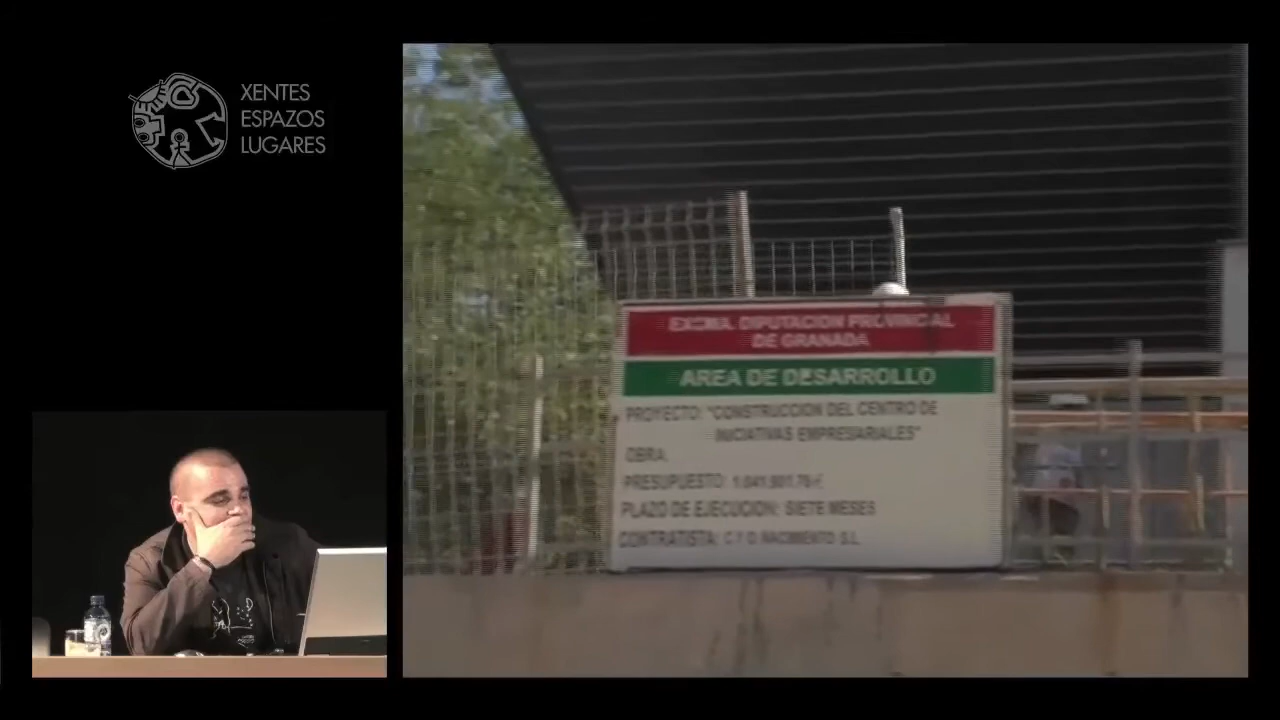 XENTES
ESPAZOS
LUGARES
EXCMA. DIPUTACION PROVINCIAL
DE GRANADA
AREA DE DESARROLLO
PROYECTO: "CONSTRUCCION DEL CENTRO DE
INICIATIVAS EMPRESARIALES"
OBRA:
PRESUPUESTO:
PLAZO DE EJECUCION: SIETE MESES
CONTRATISTA: C Y O NACIMIENTO S.L.